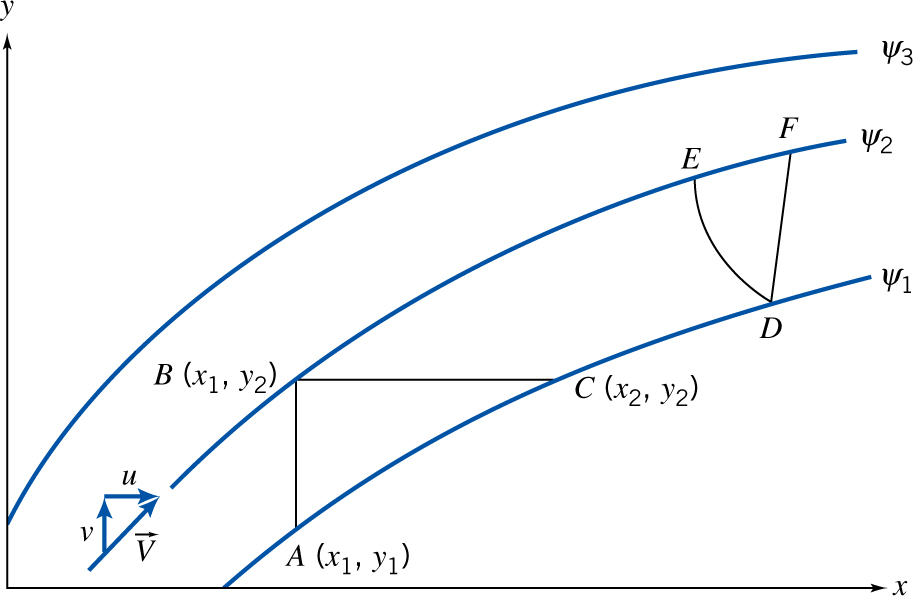 y
ψ3
F
ψ2
E
ψ1
D
B (x1, y2)
C (x2, y2)
u
v
V
A (x1, y1)
x